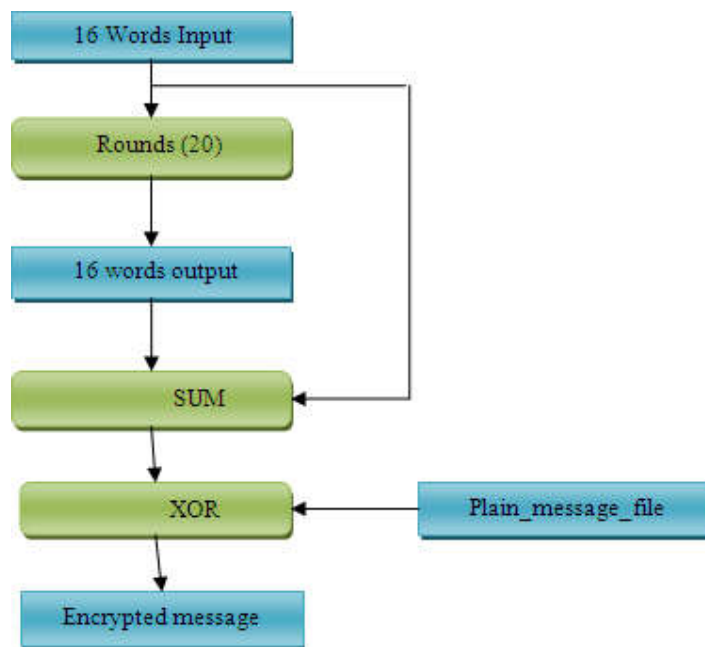 16 Words Input
Rounds (20)
16 words output
SUM
XOR
Plain_message_file
Encrypted message